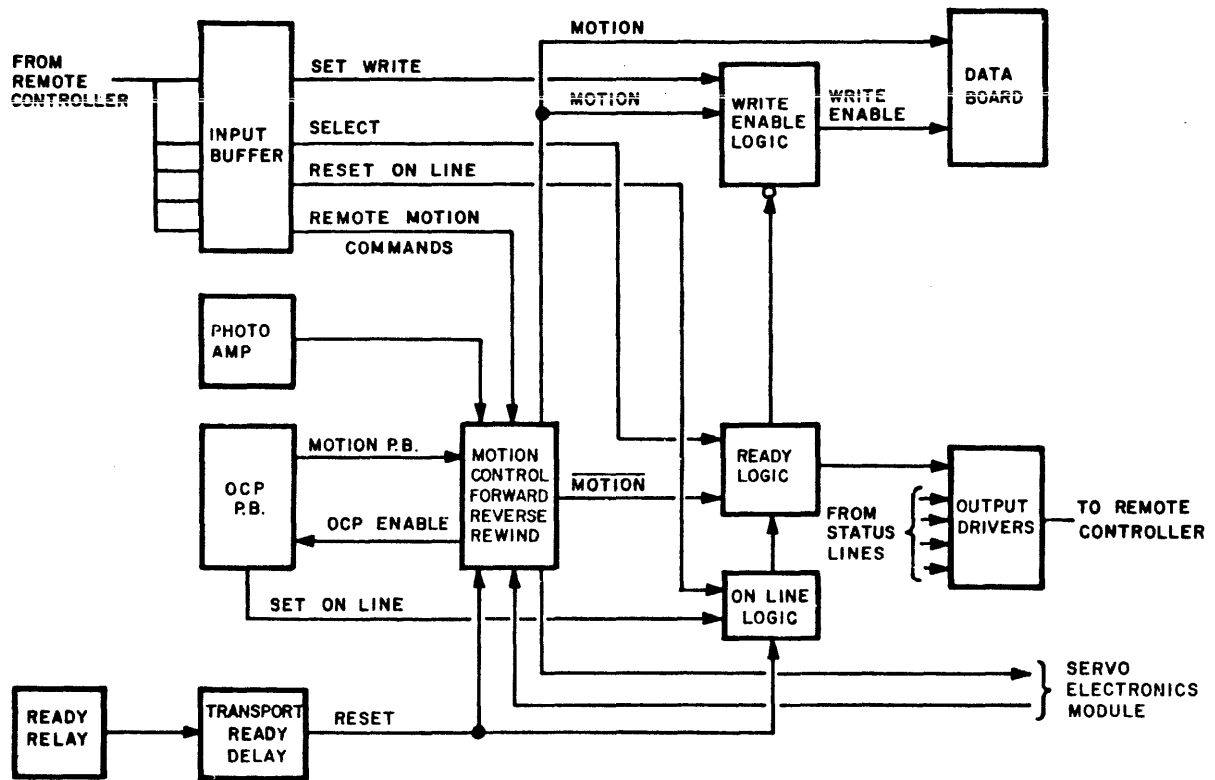 FROM
REMOTE
CONTROLLER
INPUT
BUFFER
SET WRITE
MOTION
MOTION
SELECT
RESET ON LINE
REMOTE MOTION
COMMANDS
WRITE
ENABLE
LOGIC
WRITE
ENABLE
DATA
BOARD
PHOTO
AMP
OCP
P.B.
MOTION P.B.
OCP ENABLE
MOTION
CONTROL
FORWARD
REVERSE
REWIND
MOTION
READY
LOGIC
FROM
STATUS
LINES
OUTPUT
DRIVERS
TO REMOTE
CONTROLLER
SET ON LINE
ON LINE
LOGIC
READY
RELAY
TRANSPORT
READY
DELAY
RESET
SERVO
ELECTRONICS
MODULE